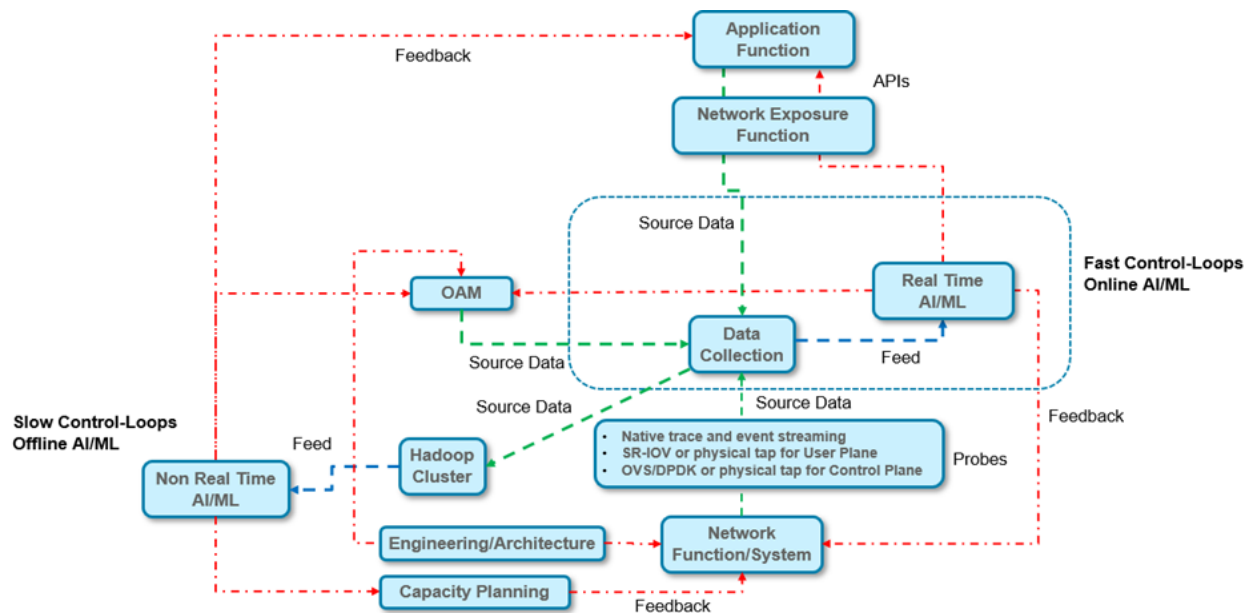 Application
Function
Feedback
APIs
Network Exposure
Function
Source Data
Fast Control-Loops
Online AI/ML
OAM
Real Time
AI/ML
Data
Collection
Feed
Source Data
Source Data
Source Data
Slow Control-Loops
Offline AI/ML
Feedback
Feed
Hadoop
Cluster
• Native trace and event streaming
• SR-IOV or physical tap for User Plane
• OVS/DPDK or physical tap for Control Plane
Probes
Non Real Time
AI/ML
Engineering/Architecture
Network
Function/System
Capacity Planning
Feedback